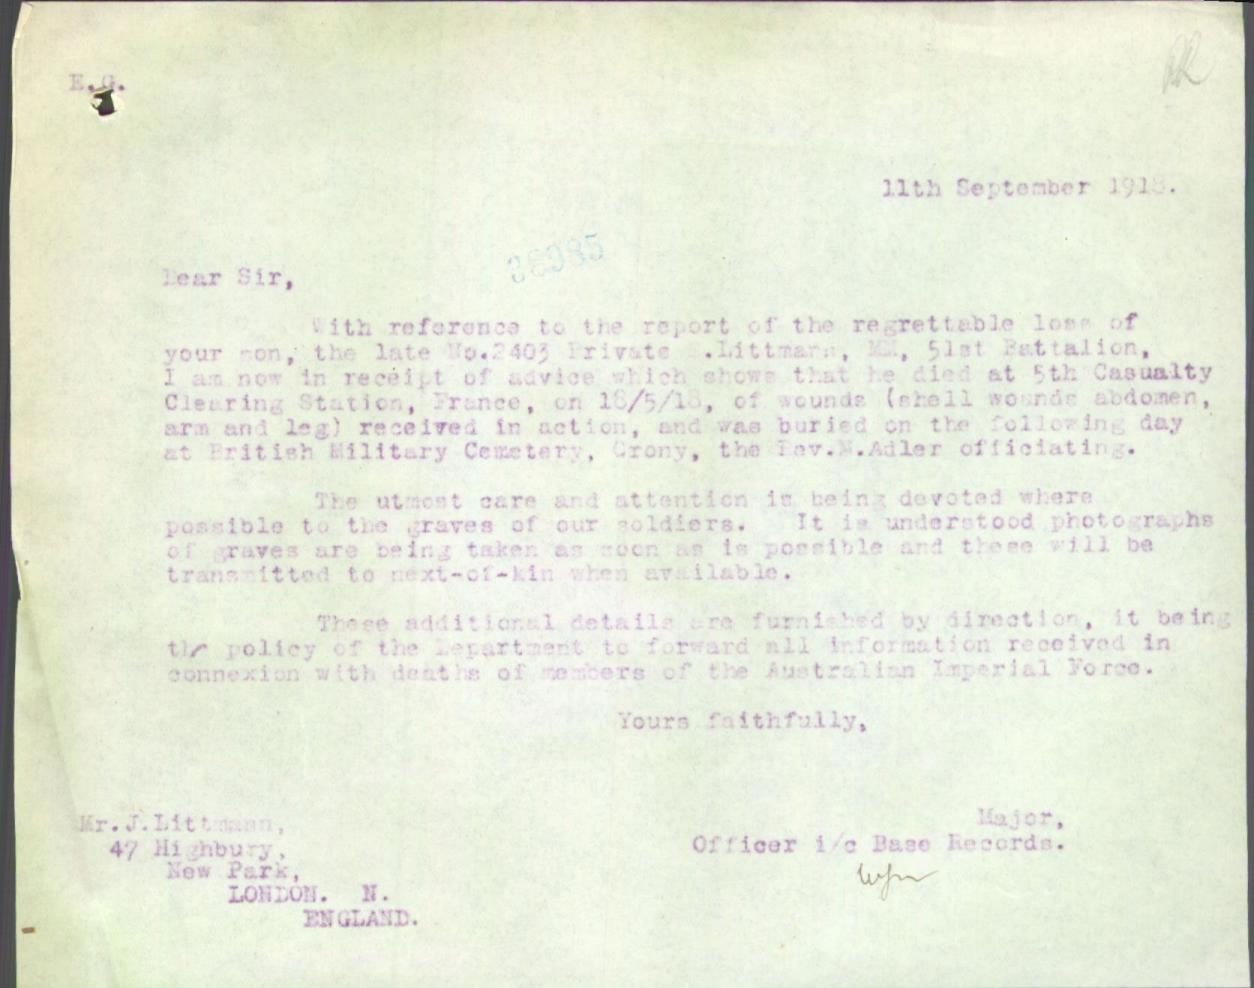 E.G.
11th September 1918.
Dear Sir,
With reference to the report of the regrettable loss of
your son, the late No.2403 Private .Littmann, MM, 51st Battalion,
I am now in receipt of advice which shows that he died at 5th Casualty
Clearing Station, France, on 18/5/18, of wounds (shell wounds abdomen,
arm and leg) received in action, and was buried on the following day
at British Military Cemetery, Crony, the Rev.M.Adler officiating.
The utmost care and attention is being devoted where
possible to the graves of our soldiers. It is understood photographs
of graves are being taken as soon as is possible and these will be
transmitted to next-of-kin when available.
These additional details are furnished by direction, it being
the policy of the Department to forward all information received in
connexion with deaths of members of the Australian Imperial Force.
Yours faithfully,
Mr.J.Littmann,
47 Highbury,
New Park,
LONDON. N.
ENGLAND.
Major,
Officer i/c Base Records.